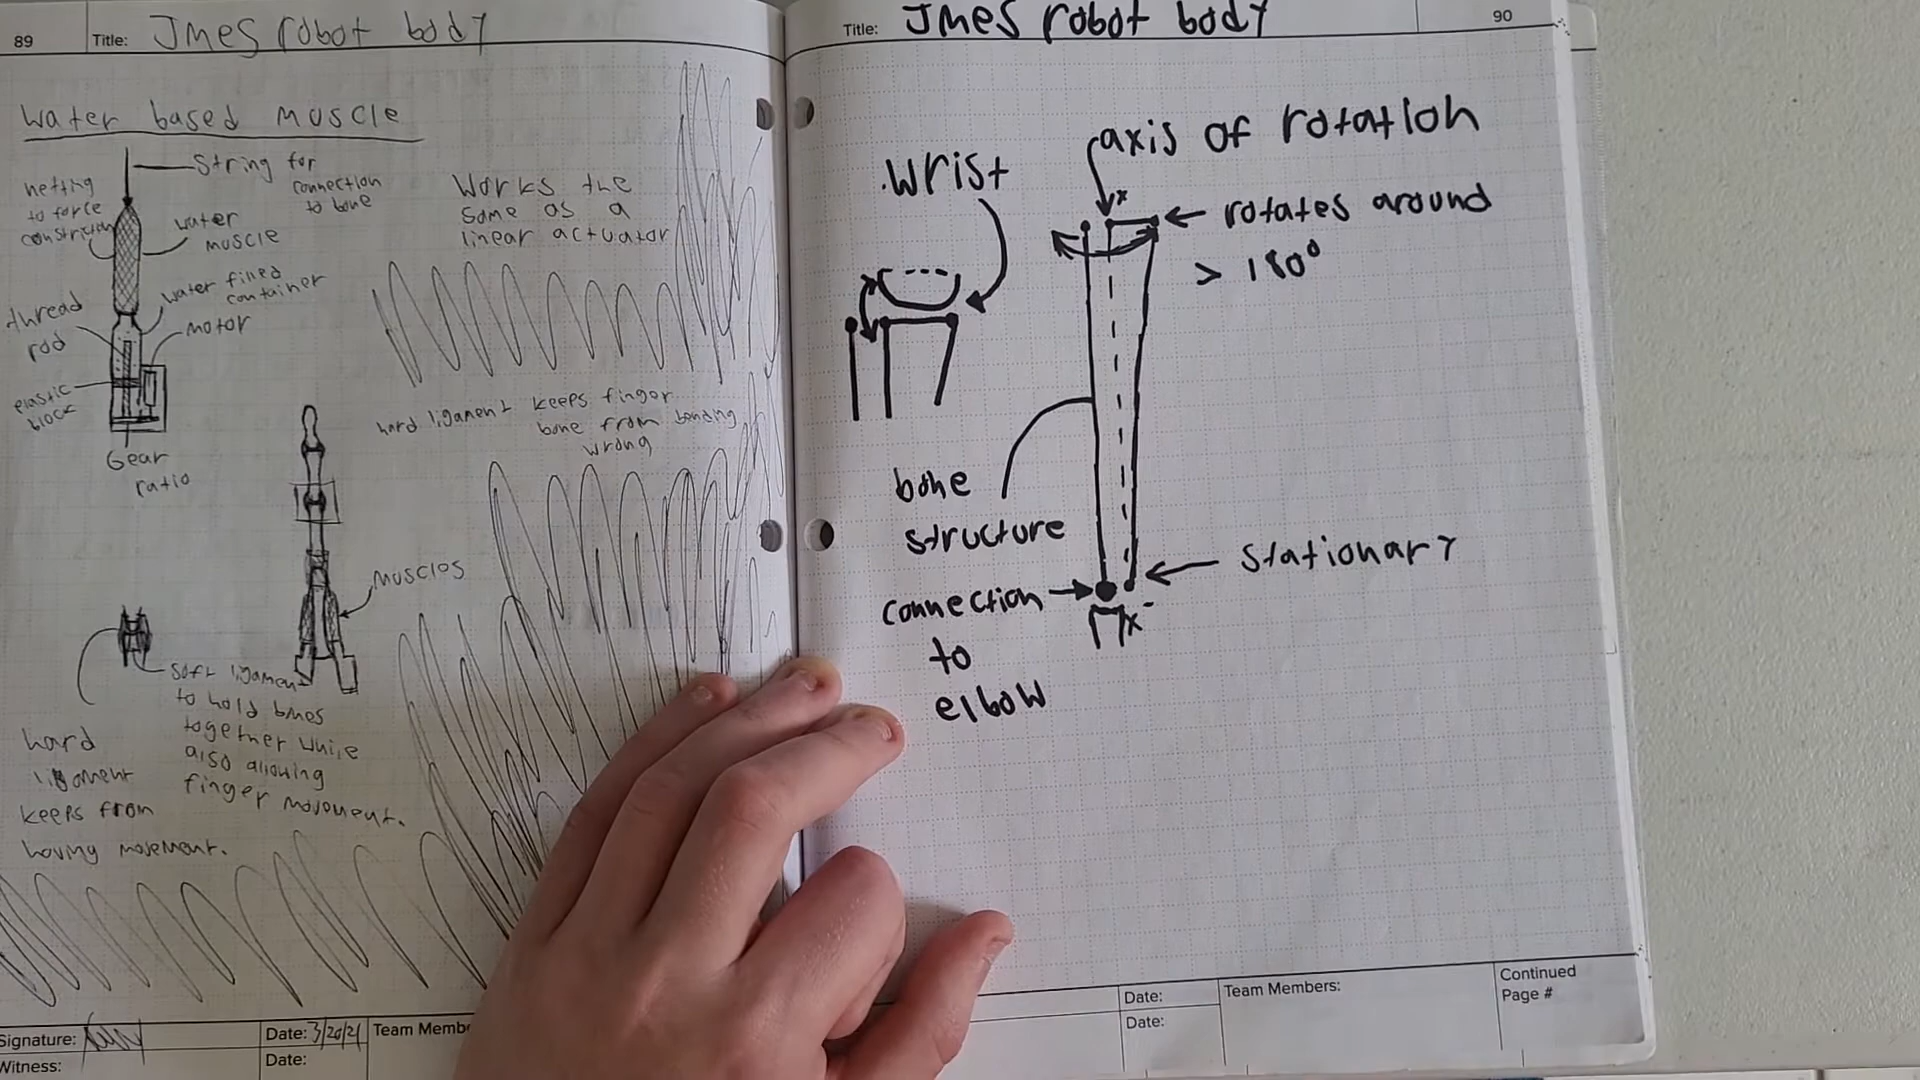 89
Title: Jmes robot body
Water based muscle
String for
connection
to bone
netting
to force
constriction
water
muscle
Works the
same as a
linear actuator
water filled
container
thread
rod
motor
elastic
block
Gear
ratio
hard ligament keeps finger
bone from bending
wrong
muscles
soft ligament
to hold bones
together while
also allowing
finger movement.
hard
ligament
keeps from
having movement.
Signature:
Date: 3/20/21
Team Memb
Witness:
Date:
Title: Jmes robot body
90
axis of rotation
wrist
x
rotates around
> 180°
bone
structure
stationary
connection
to
elbow
x
Date:
Date:
Team Members:
Continued
Page #